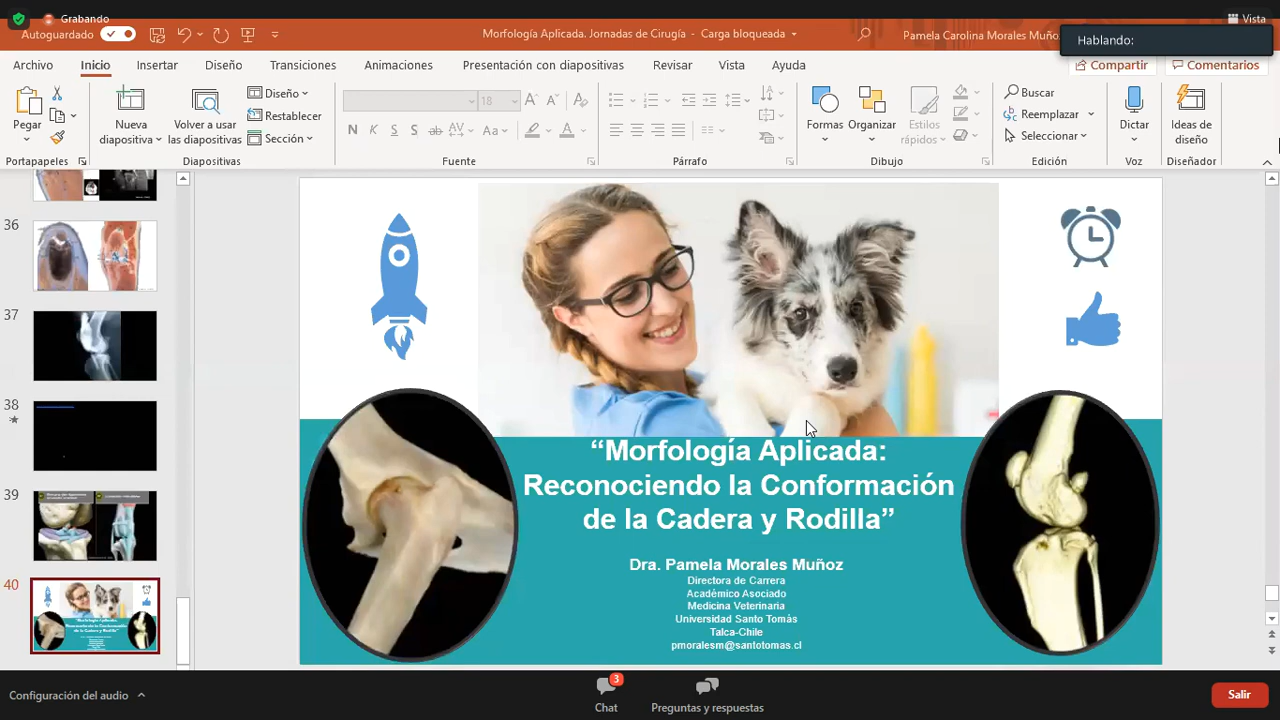 Grabando
Vista
Autoguardado
Morfología Aplicada. Jornadas de Cirugía - Carga bloqueada
Pamela Carolina Morales Muño
Hablando:
Archivo
Inicio
Insertar
Diseño
Transiciones
Animaciones
Presentación con diapositivas
Revisar
Vista
Ayuda
Compartir
Comentarios
Pegar
Nueva diapositiva
Volver a usar las diapositivas
Diseño
Restablecer
Sección
18
Formas
Organizar
Estilos rápidos
Buscar
Reemplazar
Seleccionar
Dictar
Ideas de diseño
Portapapeles
Diapositivas
Fuente
Párrafo
Dibujo
Edición
Voz
Diseñador
36
37
38
39
40
“Morfología Aplicada:
Reconociendo la Conformación
de la Cadera y Rodilla”
Dra. Pamela Morales Muñoz
Directora de Carrera
Académico Asociado
Medicina Veterinaria
Universidad Santo Tomás
Talca-Chile
pmoralesm@santotomas.cl
Configuración del audio
3
Chat
Preguntas y respuestas
Salir